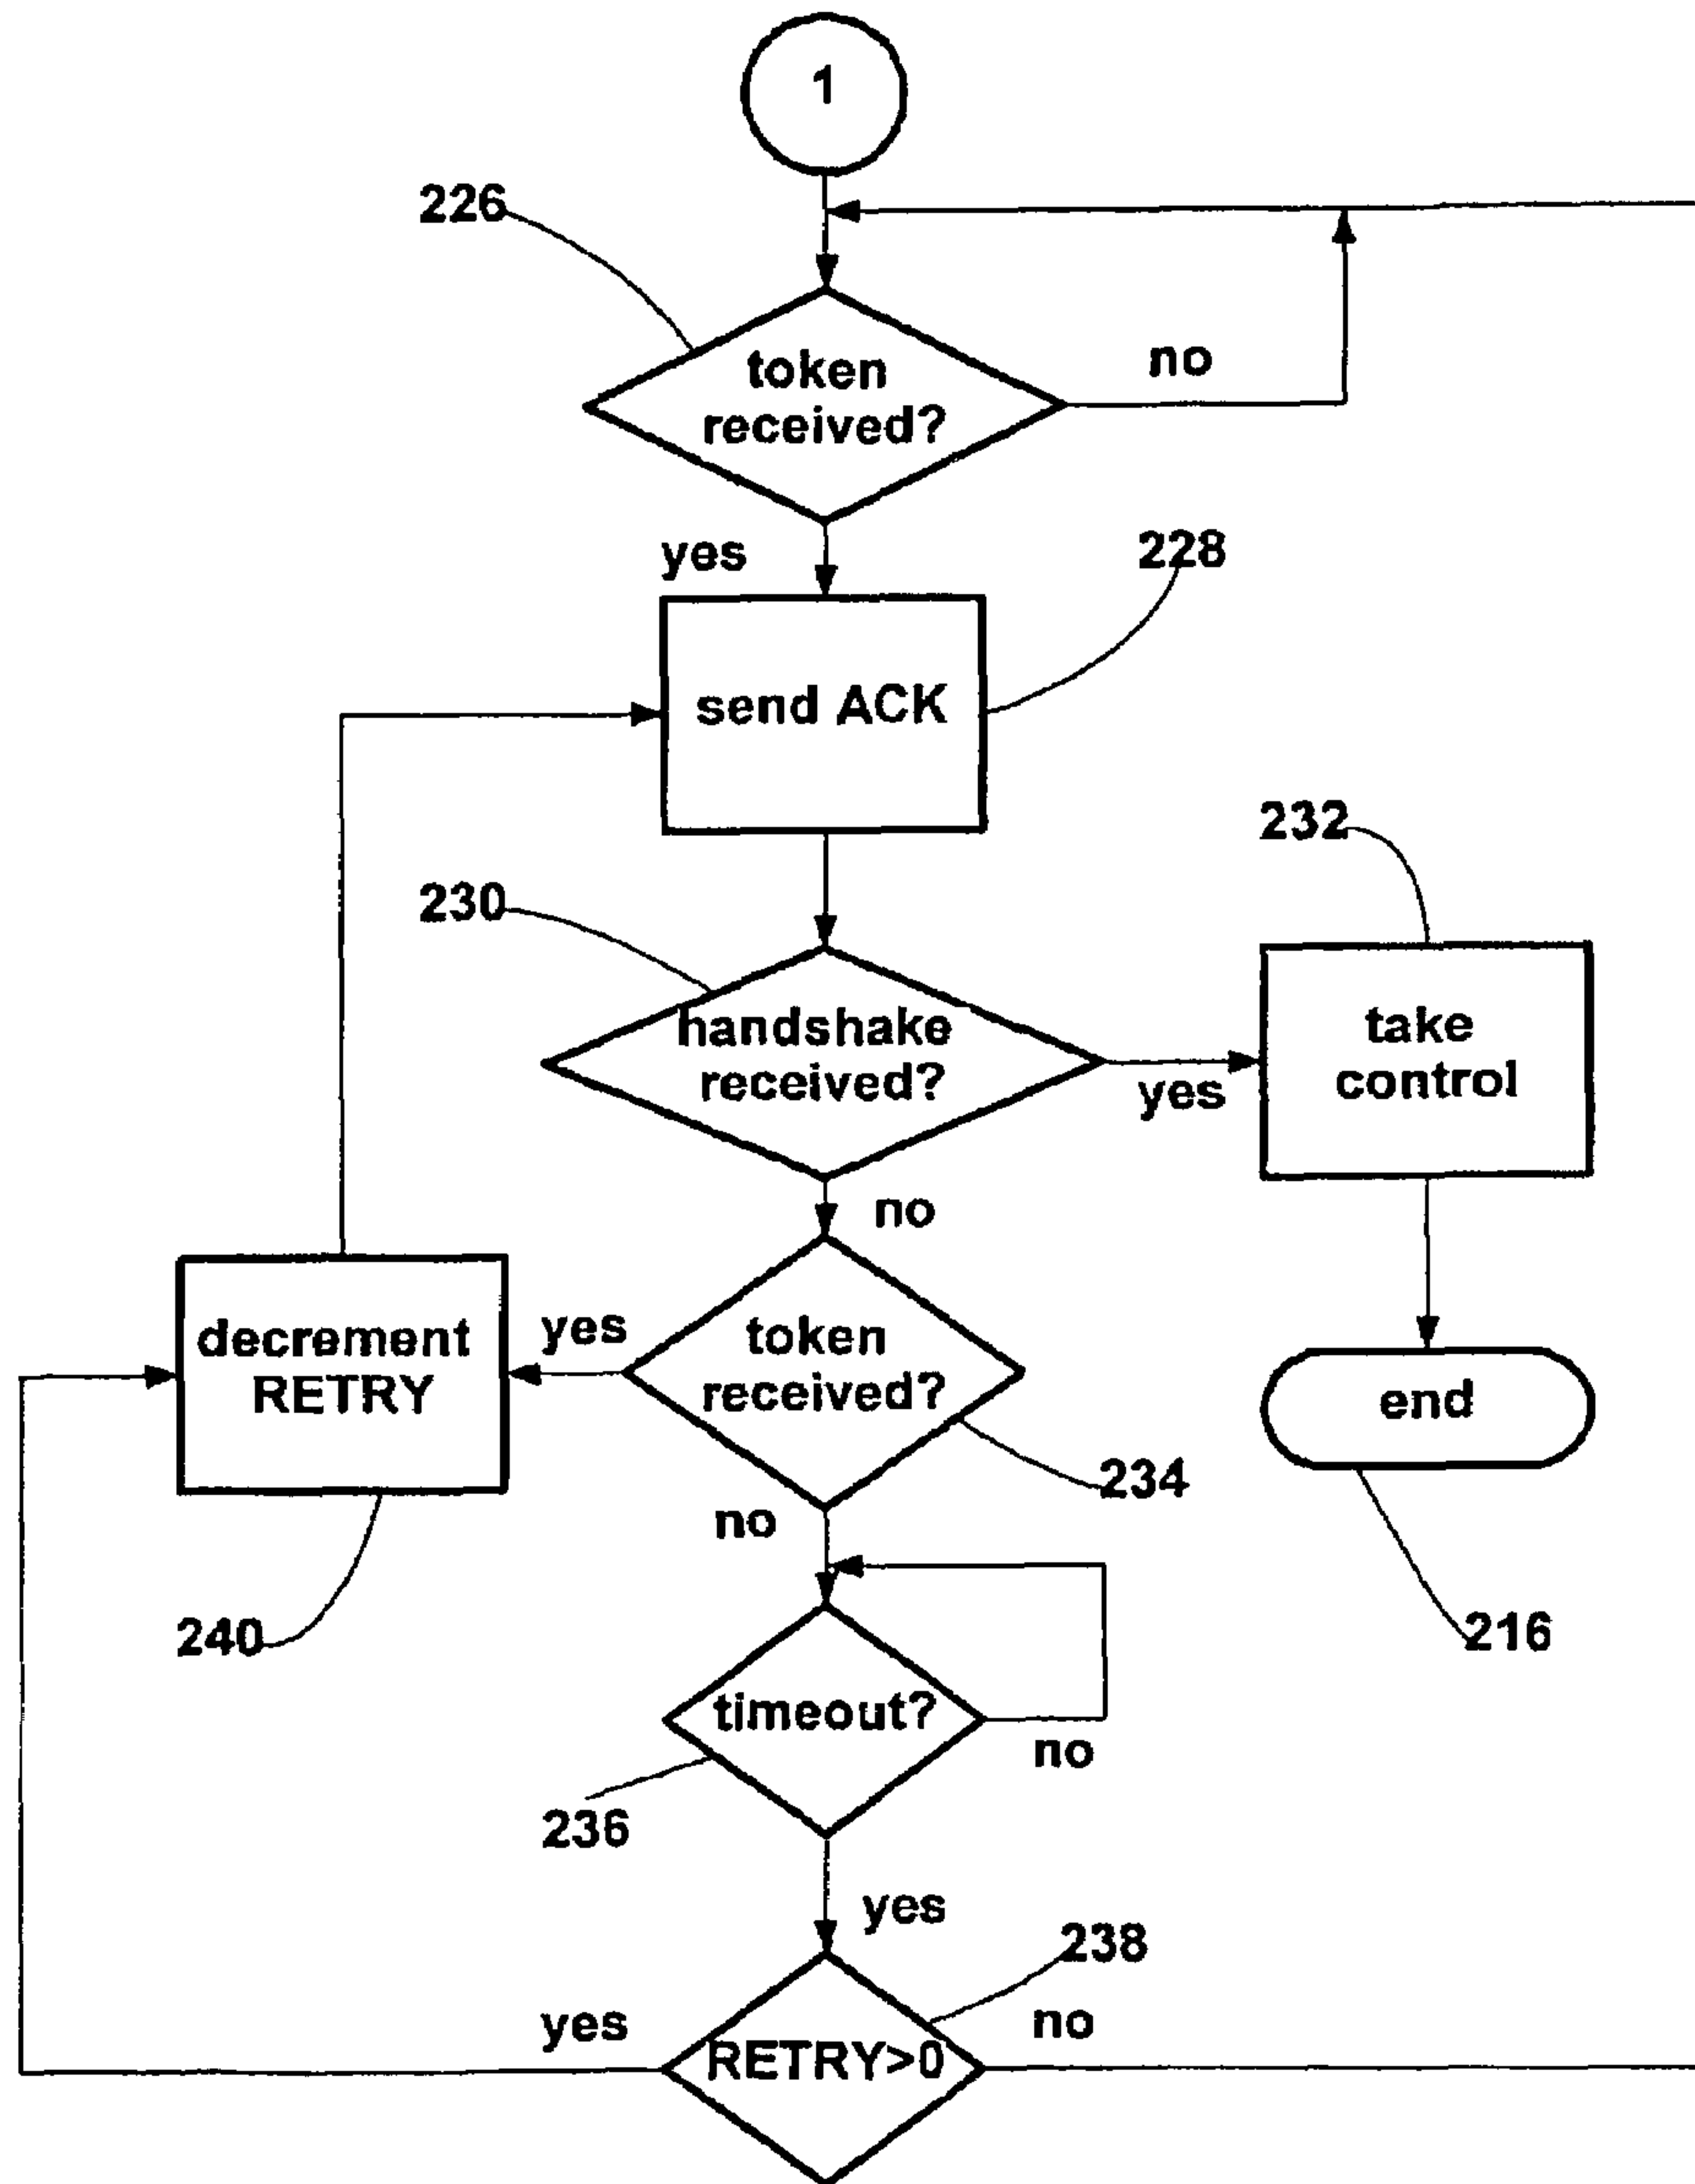 1
226
token
received?
no
yes
228
send ACK
232
230
handshake
received?
yes
take
control
no
decrement
RETRY
yes
token
received?
end
234
no
240
216
timeout?
no
236
yes
238
yes
no
RETRY>0